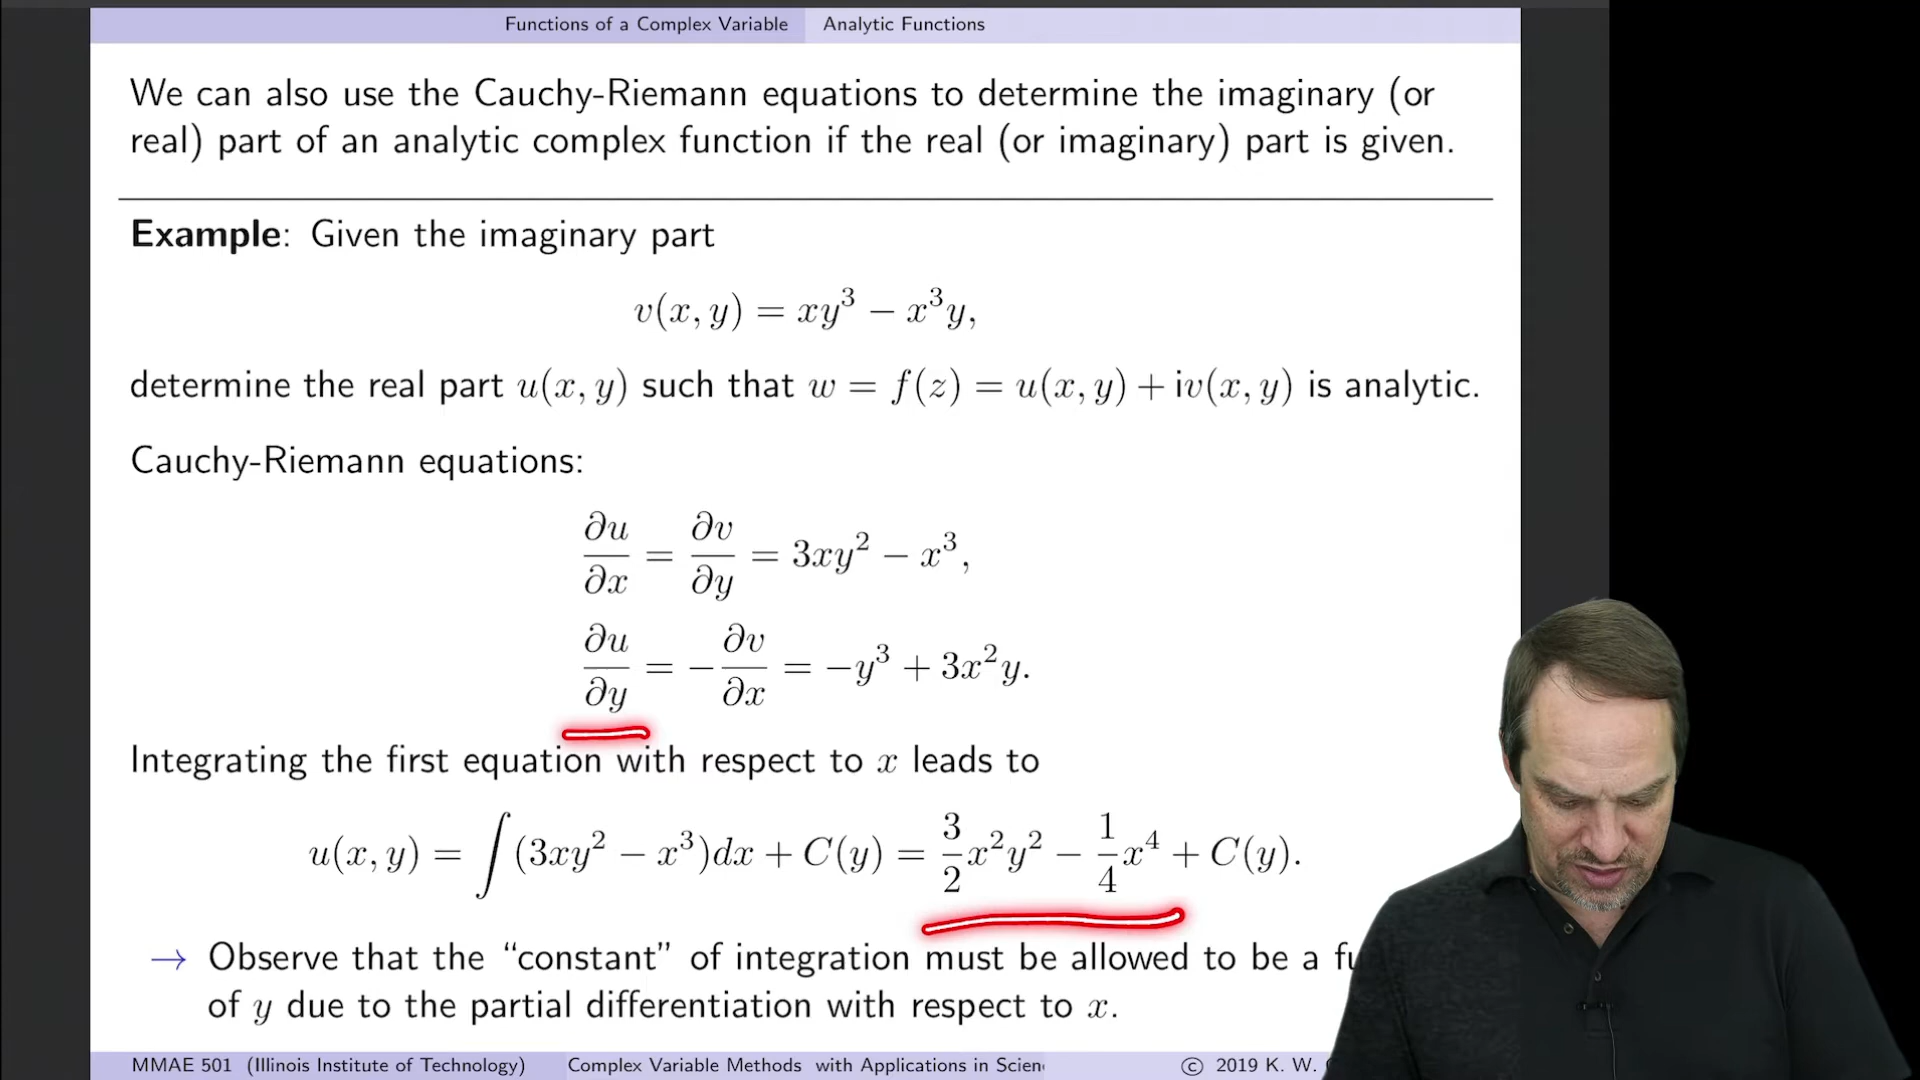 Functions of a Complex Variable Analytic Functions
We can also use the Cauchy-Riemann equations to determine the imaginary (or
real) part of an analytic complex function if the real (or imaginary) part is given.
Example: Given the imaginary part
v(x, y) = xy³ − x³y,
determine the real part u(x, y) such that w = f(z) = u(x, y) + iv(x, y) is analytic.
Cauchy-Riemann equations:
∂u/∂x = ∂v/∂y = 3xy² − x³,
∂u/∂y = −∂v/∂x = −y³ + 3x²y.
Integrating the first equation with respect to x leads to
u(x, y) = ∫(3xy² − x³)dx + C(y) = 3/2 x²y² − 1/4 x⁴ + C(y).
→ Observe that the “constant” of integration must be allowed to be a
of y due to the partial differentiation with respect to x.
MMAE 501 (Illinois Institute of Technology) Complex Variable Methods with Applications in © 2019 K. W.